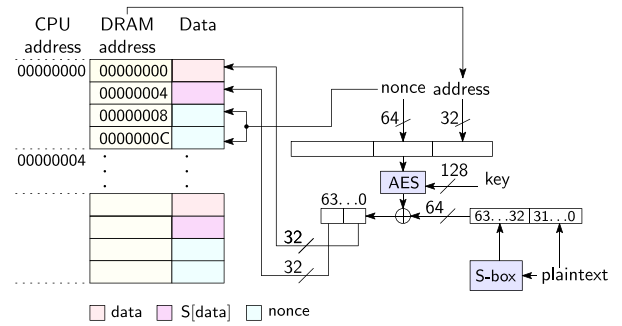 CPU DRAM Data
address address
00000000 00000000
00000004
00000008
0000000C
00000004
nonce address
64 32
AES 128 key
63...0
64
63...32 31...0
32
32
S-box plaintext
data S[data] nonce